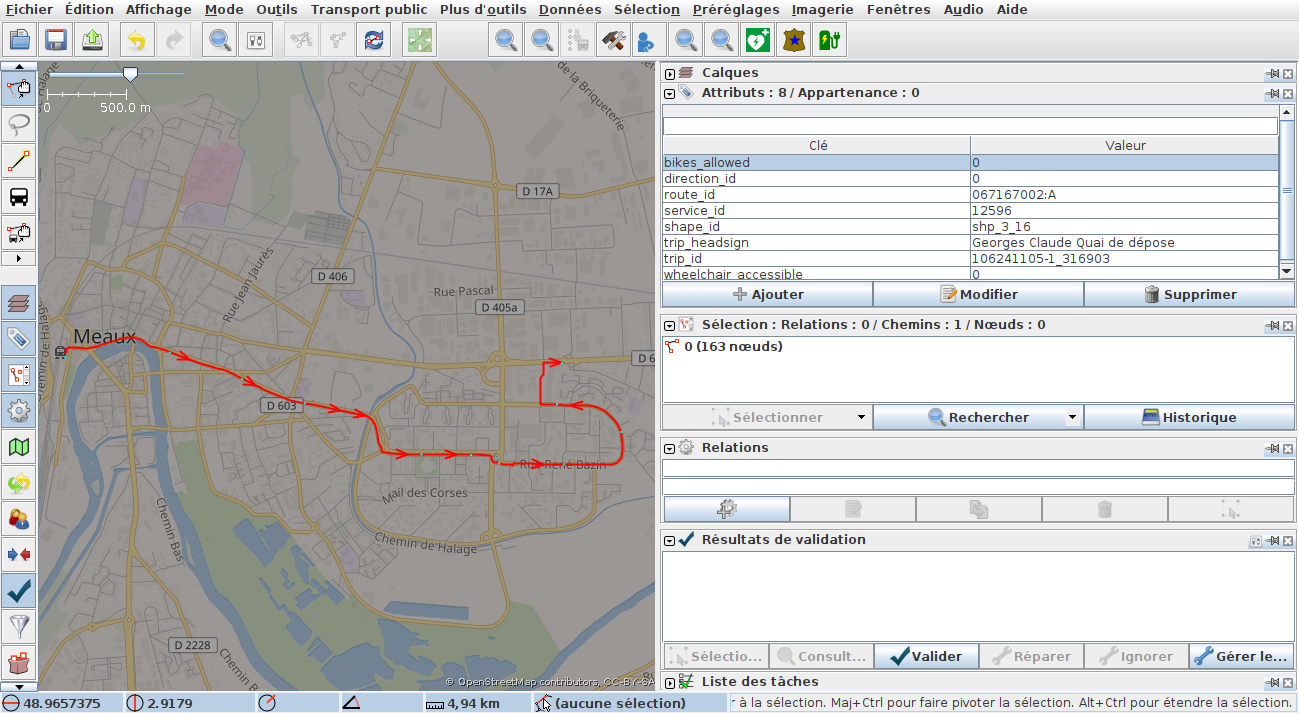 Fichier Édition Affichage Mode Outils Transport public Plus d'outils Données Sélection Préréglages Imagerie Fenêtres Audio Aide
0 500.0 m
de la Briqueterie
D 17A
Rue Jean Jaurès
D 406
Rue Pascal
D 405a
Meaux
Chemin de Halage
D 6
D 603
Rue René Bazin
Mail des Corses
Chemin Bas
Chemin de Halage
D 2228
Chemin B
© OpenStreetMap contributors, CC-BY-SA
Calques
Attributs : 8 / Appartenance : 0
Clé Valeur
bikes_allowed 0
direction_id 0
route_id 067167002:A
service_id 12596
shape_id shp_3_16
trip_headsign Georges Claude Quai de dépose
trip_id 106241105-1_316903
wheelchair_accessible 0
Ajouter Modifier Supprimer
Sélection : Relations : 0 / Chemins : 1 / Nœuds : 0
0 (163 nœuds)
Sélectionner Rechercher Historique
Relations
Résultats de validation
Sélectio... Consult... Valider Réparer Ignorer Gérer le...
Liste des tâches
48.9657375 2.9179 4,94 km (aucune sélection) r à la sélection. Maj+Ctrl pour faire pivoter la sélection. Alt+Ctrl pour étendre la sélection.